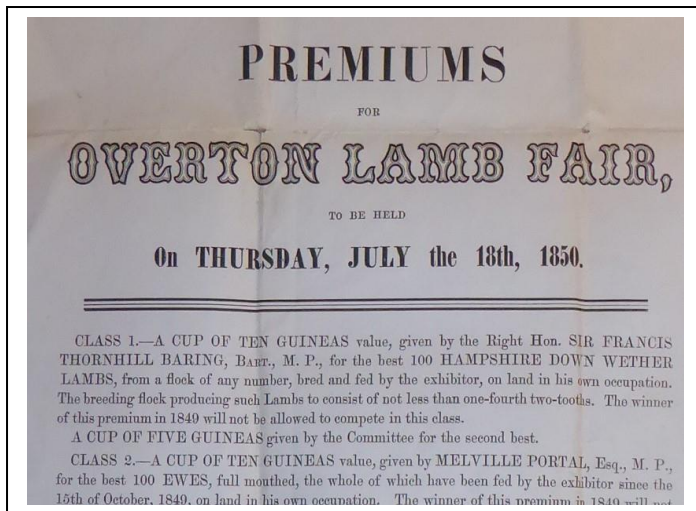 PREMIUMS
FOR
OVERTON LAMB FAIR,
TO BE HELD
On THURSDAY, JULY the 18th, 1850.
CLASS 1.—A CUP OF TEN GUINEAS value, given by the Right Hon. SIR FRANCIS
THORNHILL BARING, BART., M. P., for the best 100 HAMPSHIRE DOWN WETHER
LAMBS, from a flock of any number, bred and fed by the exhibitor, on land in his own occupation.
The breeding flock producing such Lambs to consist of not less than one-fourth two-tooths. The winner
of this premium in 1849 will not be allowed to compete in this class.
A CUP OF FIVE GUINEAS given by the Committee for the second best.
CLASS 2.—A CUP OF TEN GUINEAS value, given by MELVILLE PORTAL, Esq., M. P.,
for the best 100 EWES, full mouthed, the whole of which have been fed by the exhibitor since the
15th of October, 1849, on land in his own occupation. The winner of this premium in 1849 will not